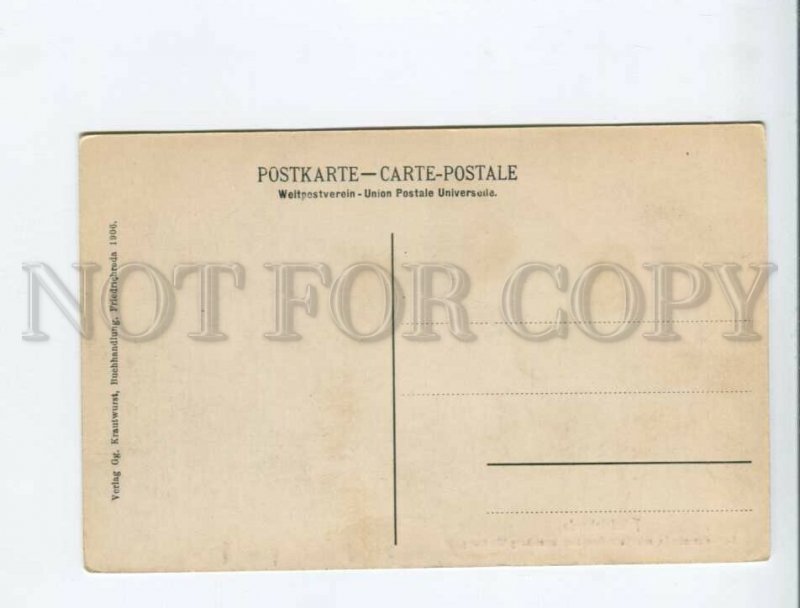 POSTKARTE — CARTE-POSTALE
Weltpostverein - Union Postale Universelle.
NOT FOR COPY
Verlag Gg. Krautwurst, Buchhandlung, Friedrichroda 1906.